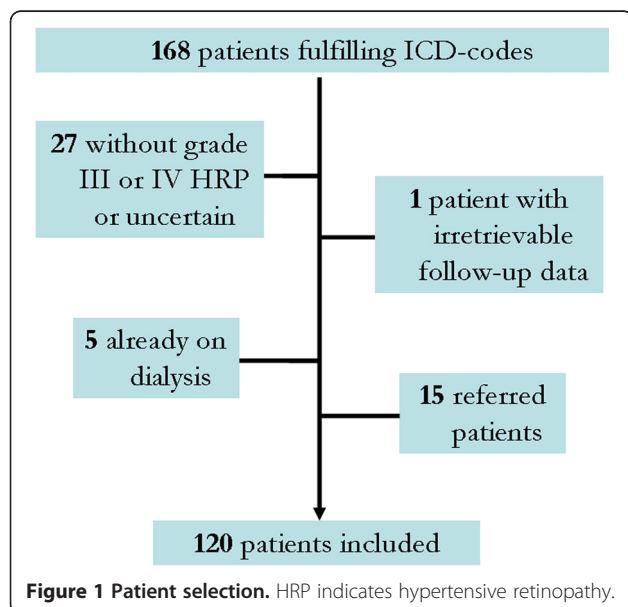 168 patients fulfilling ICD-codes
27 without grade
III or IV HRP
or uncertain
1 patient with
irretrievable
follow-up data
5 already on
dialysis
15 referred
patients
120 patients included
Figure 1 Patient selection. HRP indicates hypertensive retinopathy.